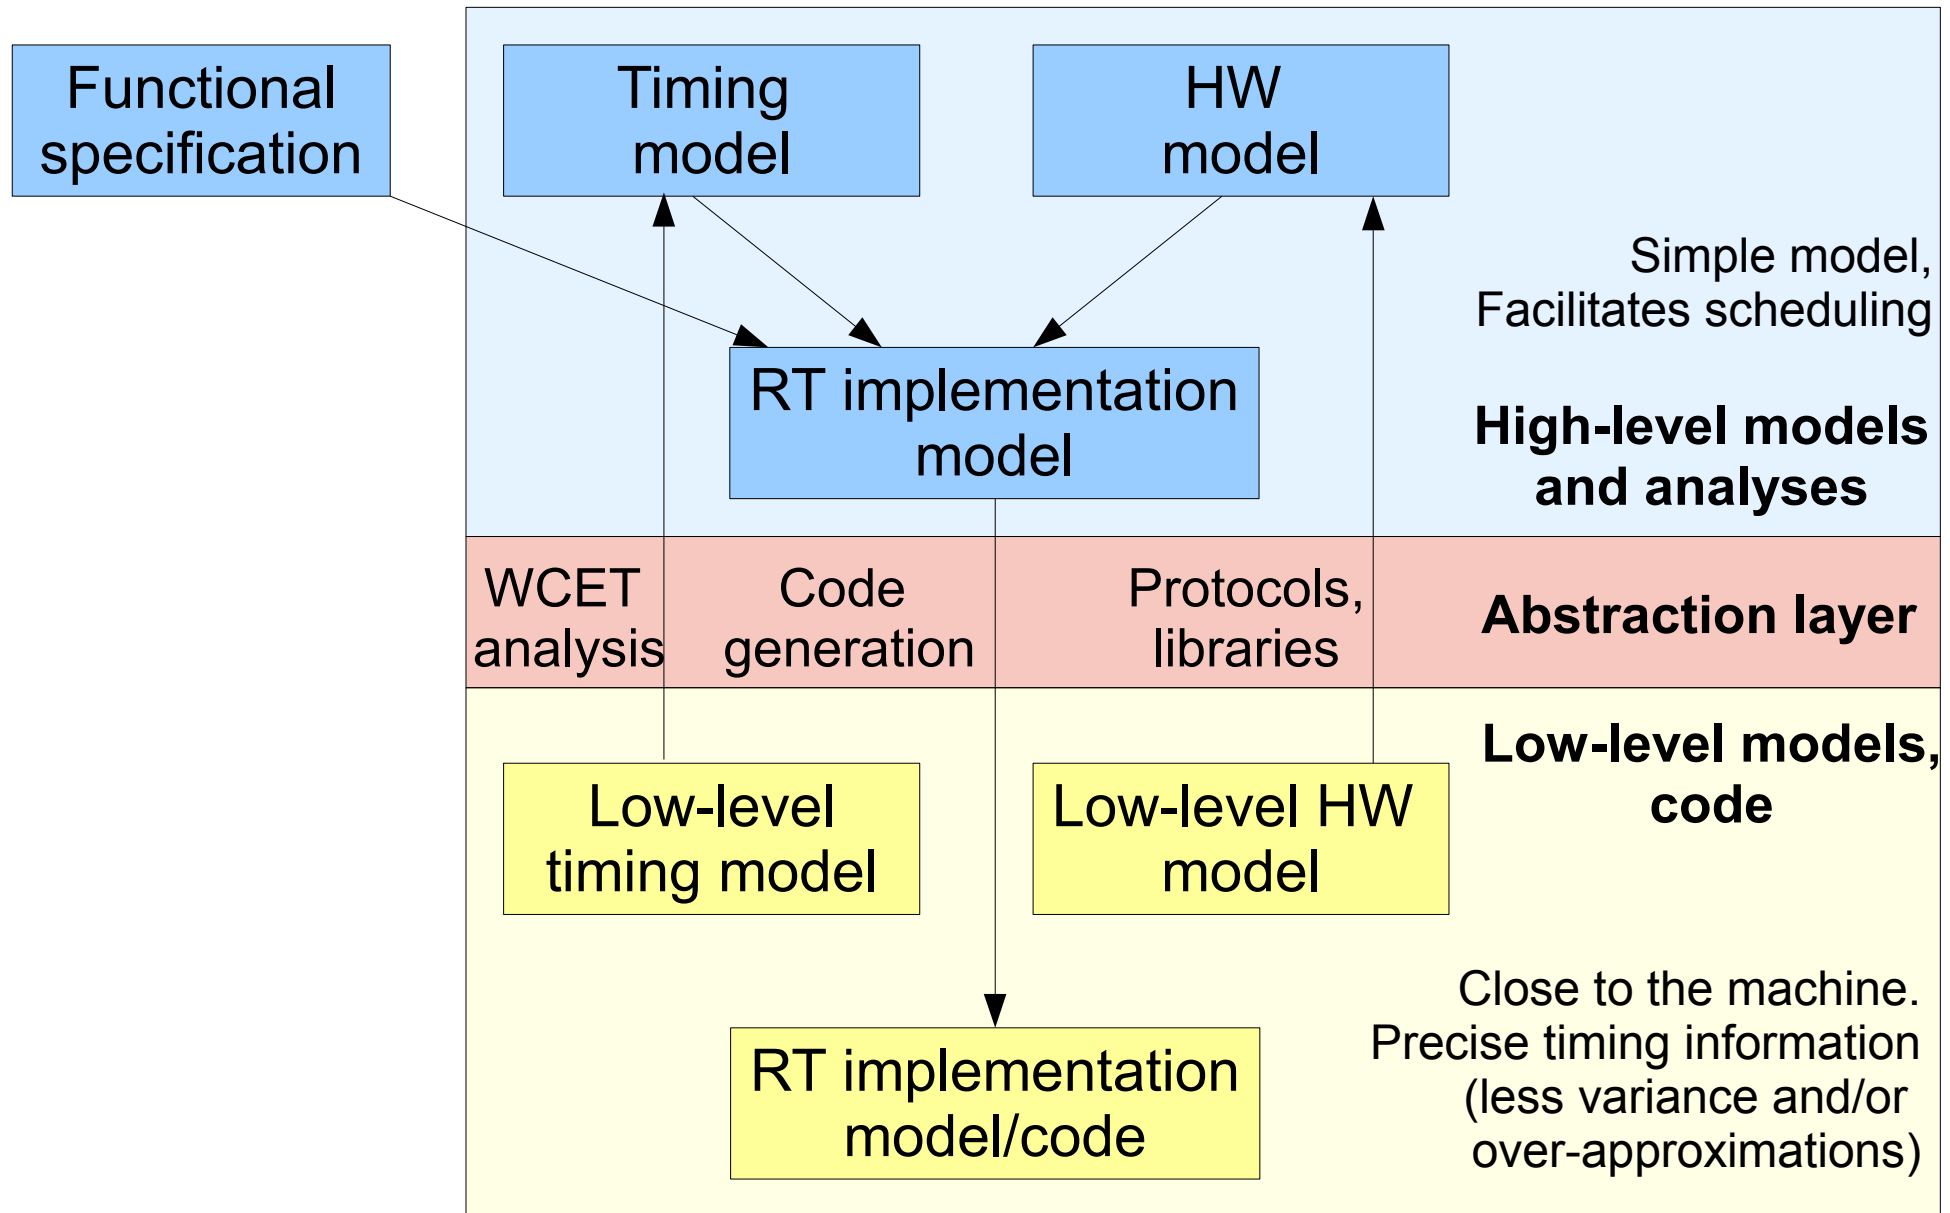 Functional
specification
Timing
model
HW
model
Simple model,
Facilitates scheduling
RT implementation
model
High-level models
and analyses
WCET
analysis
Code
generation
Protocols,
libraries
Abstraction layer
Low-level models,
code
Low-level
timing model
Low-level HW
model
Close to the machine.
Precise timing information
(less variance and/or
over-approximations)
RT implementation
model/code